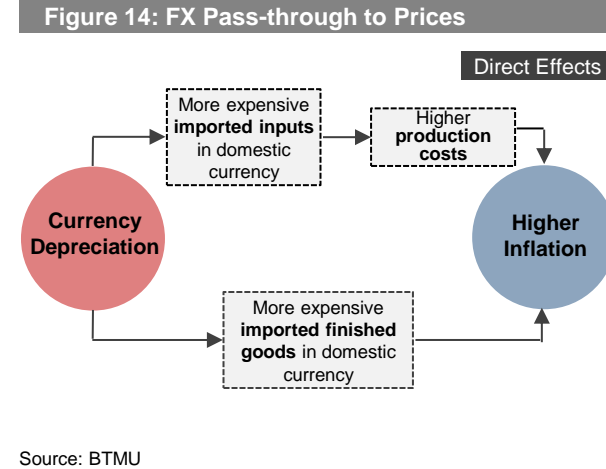 Figure 14: FX Pass-through to Prices
Direct Effects
More expensive
imported inputs
in domestic
currency
Higher
production
costs
Currency
Depreciation
Higher
Inflation
More expensive
imported finished
goods in domestic
currency
Source: BTMU